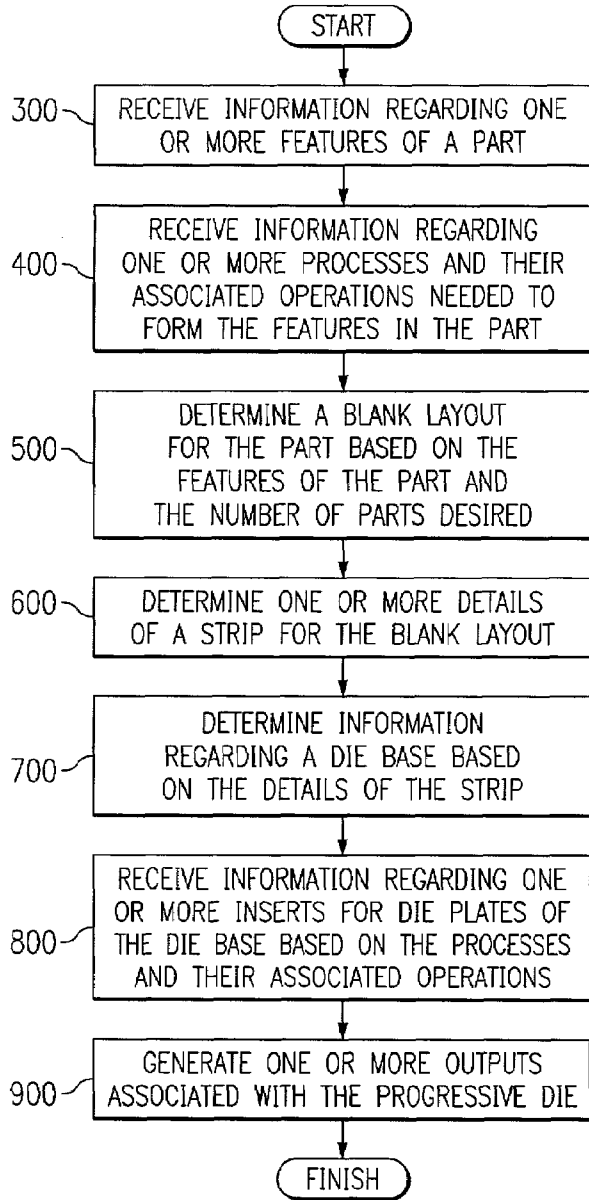 START
300
RECEIVE INFORMATION REGARDING ONE
OR MORE FEATURES OF A PART
400
RECEIVE INFORMATION REGARDING
ONE OR MORE PROCESSES AND THEIR
ASSOCIATED OPERATIONS NEEDED TO
FORM THE FEATURES IN THE PART
500
DETERMINE A BLANK LAYOUT
FOR THE PART BASED ON THE
FEATURES OF THE PART AND
THE NUMBER OF PARTS DESIRED
600
DETERMINE ONE OR MORE DETAILS
OF A STRIP FOR THE BLANK LAYOUT
700
DETERMINE INFORMATION
REGARDING A DIE BASE BASED
ON THE DETAILS OF THE STRIP
800
RECEIVE INFORMATION REGARDING ONE
OR MORE INSERTS FOR DIE PLATES OF
THE DIE BASE BASED ON THE PROCESSES
AND THEIR ASSOCIATED OPERATIONS
900
GENERATE ONE OR MORE OUTPUTS
ASSOCIATED WITH THE PROGRESSIVE DIE
FINISH